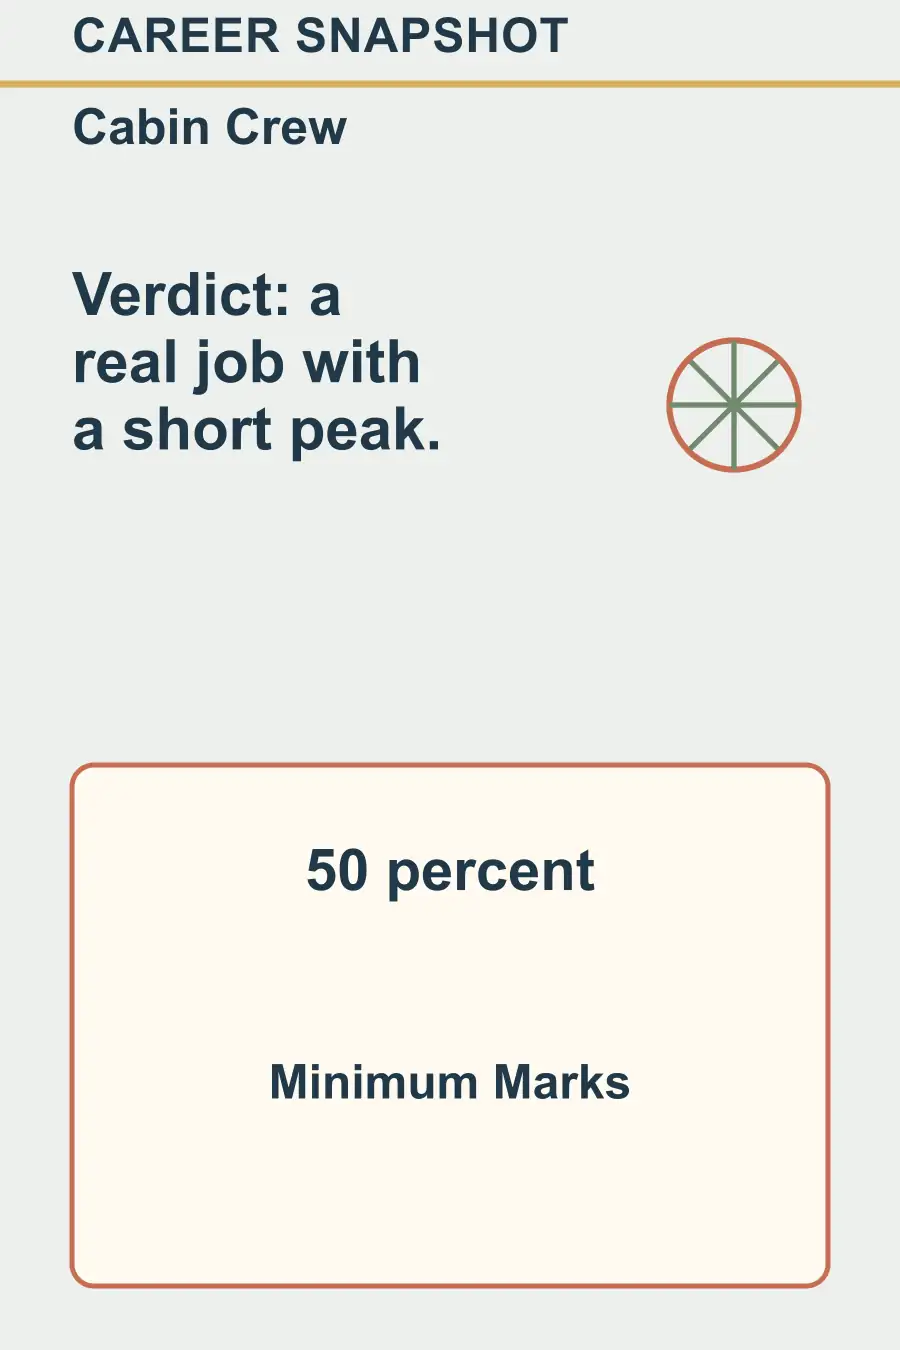 CAREER SNAPSHOT
Cabin Crew
Verdict: a
real job with
a short peak.
50 percent
Minimum Marks